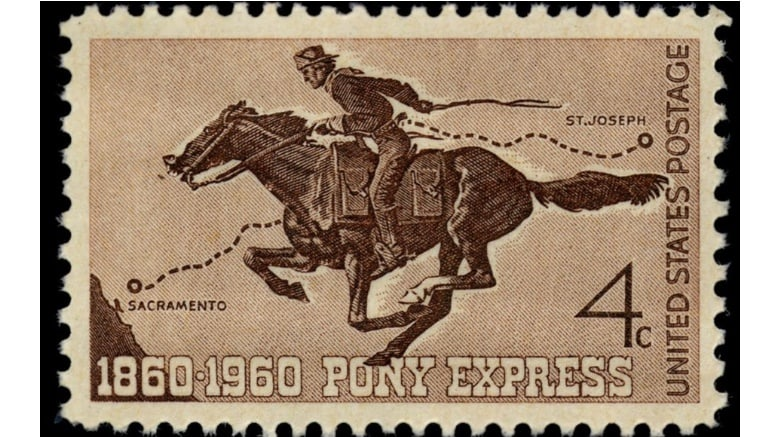 ST. JOSEPH
UNITED STATES POSTAGE
SACRAMENTO
4c
1860·1960 PONY EXPRESS